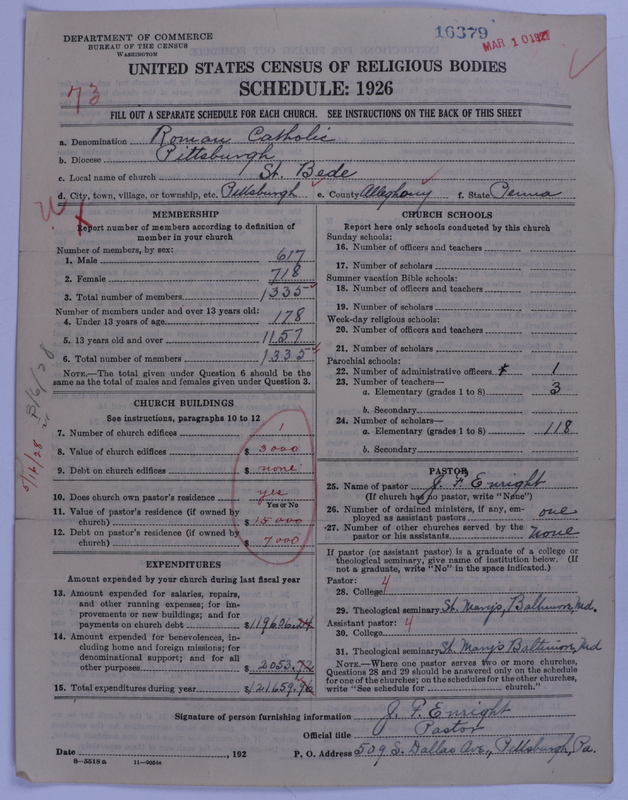 DEPARTMENT OF COMMERCE
BUREAU OF THE CENSUS
WASHINGTON
16379
MAR 10 1927
UNITED STATES CENSUS OF RELIGIOUS BODIES
SCHEDULE: 1926
73
FILL OUT A SEPARATE SCHEDULE FOR EACH CHURCH. SEE INSTRUCTIONS ON THE BACK OF THIS SHEET
a. Denomination Roman Catholic
b. Diocese Pittsburgh
c. Local name of church St. Bede
d. City, town, village, or township, etc. Pittsburgh e. County Allegheny f. State Penna
MEMBERSHIP
Report number of members according to definition of member in your church
Number of members, by sex:
1. Male 617
2. Female 718
3. Total number of members 1335
Number of members under and over 13 years old:
4. Under 13 years of age 178
5. 13 years old and over 1157
6. Total number of members 1335
NOTE.—The total given under Question 6 should be the
same as the total of males and females given under Question 3.
CHURCH BUILDINGS
See instructions, paragraphs 10 to 12
7. Number of church edifices 1
8. Value of church edifices $ 3000
9. Debt on church edifices $ none
10. Does church own pastor's residence yes
Yes or No
11. Value of pastor's residence (if owned by
church) $ 15000
12. Debt on pastor's residence (if owned by
church) $ 7000
EXPENDITURES
Amount expended by your church during last fiscal year
13. Amount expended for salaries, repairs,
and other running expenses; for im-
provements or new buildings; and for
payments on church debt $ 119606.24
14. Amount expended for benevolences, in-
cluding home and foreign missions; for
denominational support; and for all
other purposes $ 2053.72
15. Total expenditures during year $ 121659.96
CHURCH SCHOOLS
Report here only schools conducted by this church
Sunday schools:
16. Number of officers and teachers
17. Number of scholars
Summer vacation Bible schools:
18. Number of officers and teachers
19. Number of scholars
Week-day religious schools:
20. Number of officers and teachers
21. Number of scholars
Parochial schools:
22. Number of administrative officers 1
23. Number of teachers—
a. Elementary (grades 1 to 8) 3
b. Secondary
24. Number of scholars—
a. Elementary (grades 1 to 8) 118
b. Secondary
PASTOR
25. Name of pastor J. F. Enright
(If church has no pastor, write "None")
26. Number of ordained ministers, if any, em-
ployed as assistant pastors one
27. Number of other churches served by the
pastor or his assistants None
If pastor (or assistant pastor) is a graduate of a college or
theological seminary, give name of institution below. (If
not a graduate, write "No" in the space indicated.)
Pastor: 4
28. College
29. Theological seminary St. Mary's, Baltimore, Md.
Assistant pastor: 4
30. College
31. Theological seminary St. Mary's Baltimore, Md
NOTE.—Where one pastor serves two or more churches,
Questions 28 and 29 should be answered only on the schedule
for one of the churches; on the schedules for the other churches,
write "See schedule for church."
Signature of person furnishing information J. F. Enright
Official title Pastor
Date , 192 P. O. Address 509 S. Dallas Ave., Pittsburgh, Pa.
8—5518a 11—9664